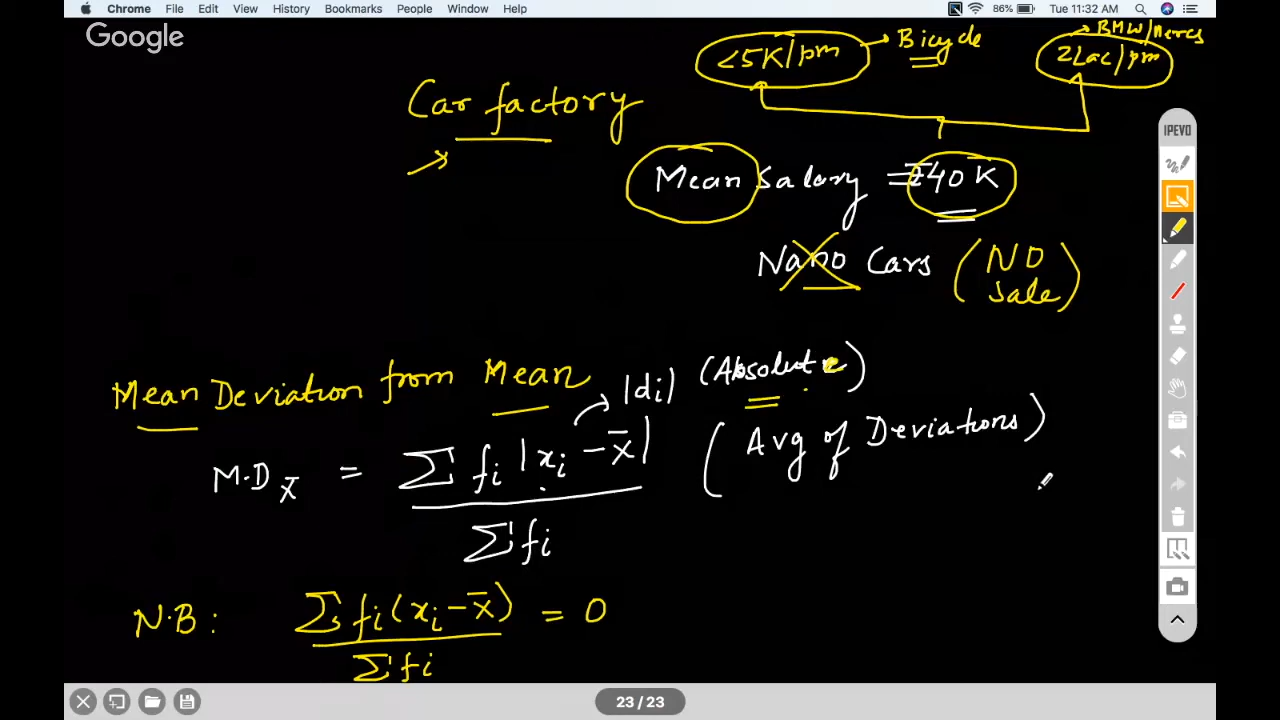 Chrome File Edit View History Bookmarks People Window Help 86% Tue 11:32 AM
Google
<5K/pm → Bicycle
→ BMW/Mercs
2Lac/pm
Car factory
IPEVO
Mean Salary = ₹40K
Nano Cars (NO Sale)
Mean Deviation from Mean |di| (Absolute)
M.D x̄ = Σ fi |xi - x̄| / Σ fi (Avg of Deviations)
N.B: Σ fi (xi - x̄) / Σ fi = 0
23 / 23